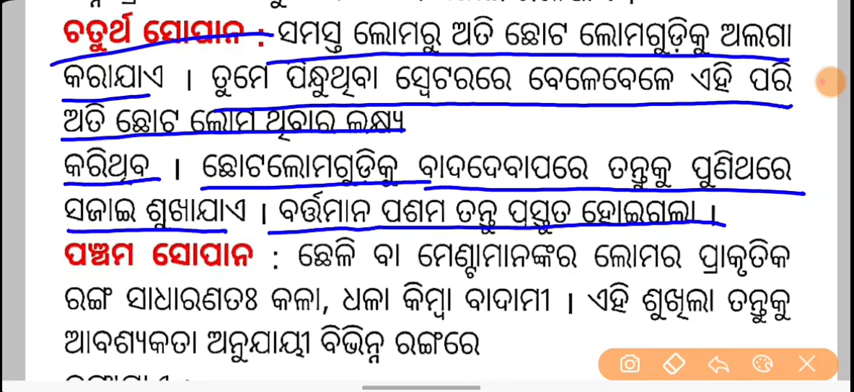 ଚତୁର୍ଥ ସୋପାନ : ସମସ୍ତ ଲୋମରୁ ଅତି ଛୋଟ ଲୋମଗୁଡ଼ିକୁ ଅଲଗା
କରାଯାଏ । ତୁମେ ପିନ୍ଧୁଥିବା ସ୍ୱେଟରରେ ବେଳେବେଳେ ଏହି ପରି
ଅତି ଛୋଟ ଲୋମ ଥିବାର ଲକ୍ଷ୍ୟ
କରିଥିବ । ଛୋଟଲୋମଗୁଡ଼ିକୁ ବାଦଦେବାପରେ ତନ୍ତୁକୁ ପୁଣିଥରେ
ସଜାଇ ଶୁଖାଯାଏ । ବର୍ତ୍ତମାନ ପଶମ ତନ୍ତୁ ପସ୍ତୁତ ହୋଇଗଲା ।
ପଞ୍ଚମ ସୋପାନ : ଛେଳି ବା ମେଣ୍ଢାମାନଙ୍କର ଲୋମର ପ୍ରାକୃତିକ
ରଙ୍ଗ ସାଧାରଣତଃ କଳା, ଧଳା କିମ୍ବା ବାଦାମୀ । ଏହି ଶୁଖିଲା ତନ୍ତୁକୁ
ଆବଶ୍ୟକତା ଅନୁଯାୟୀ ବିଭିନ୍ନ ରଙ୍ଗରେ